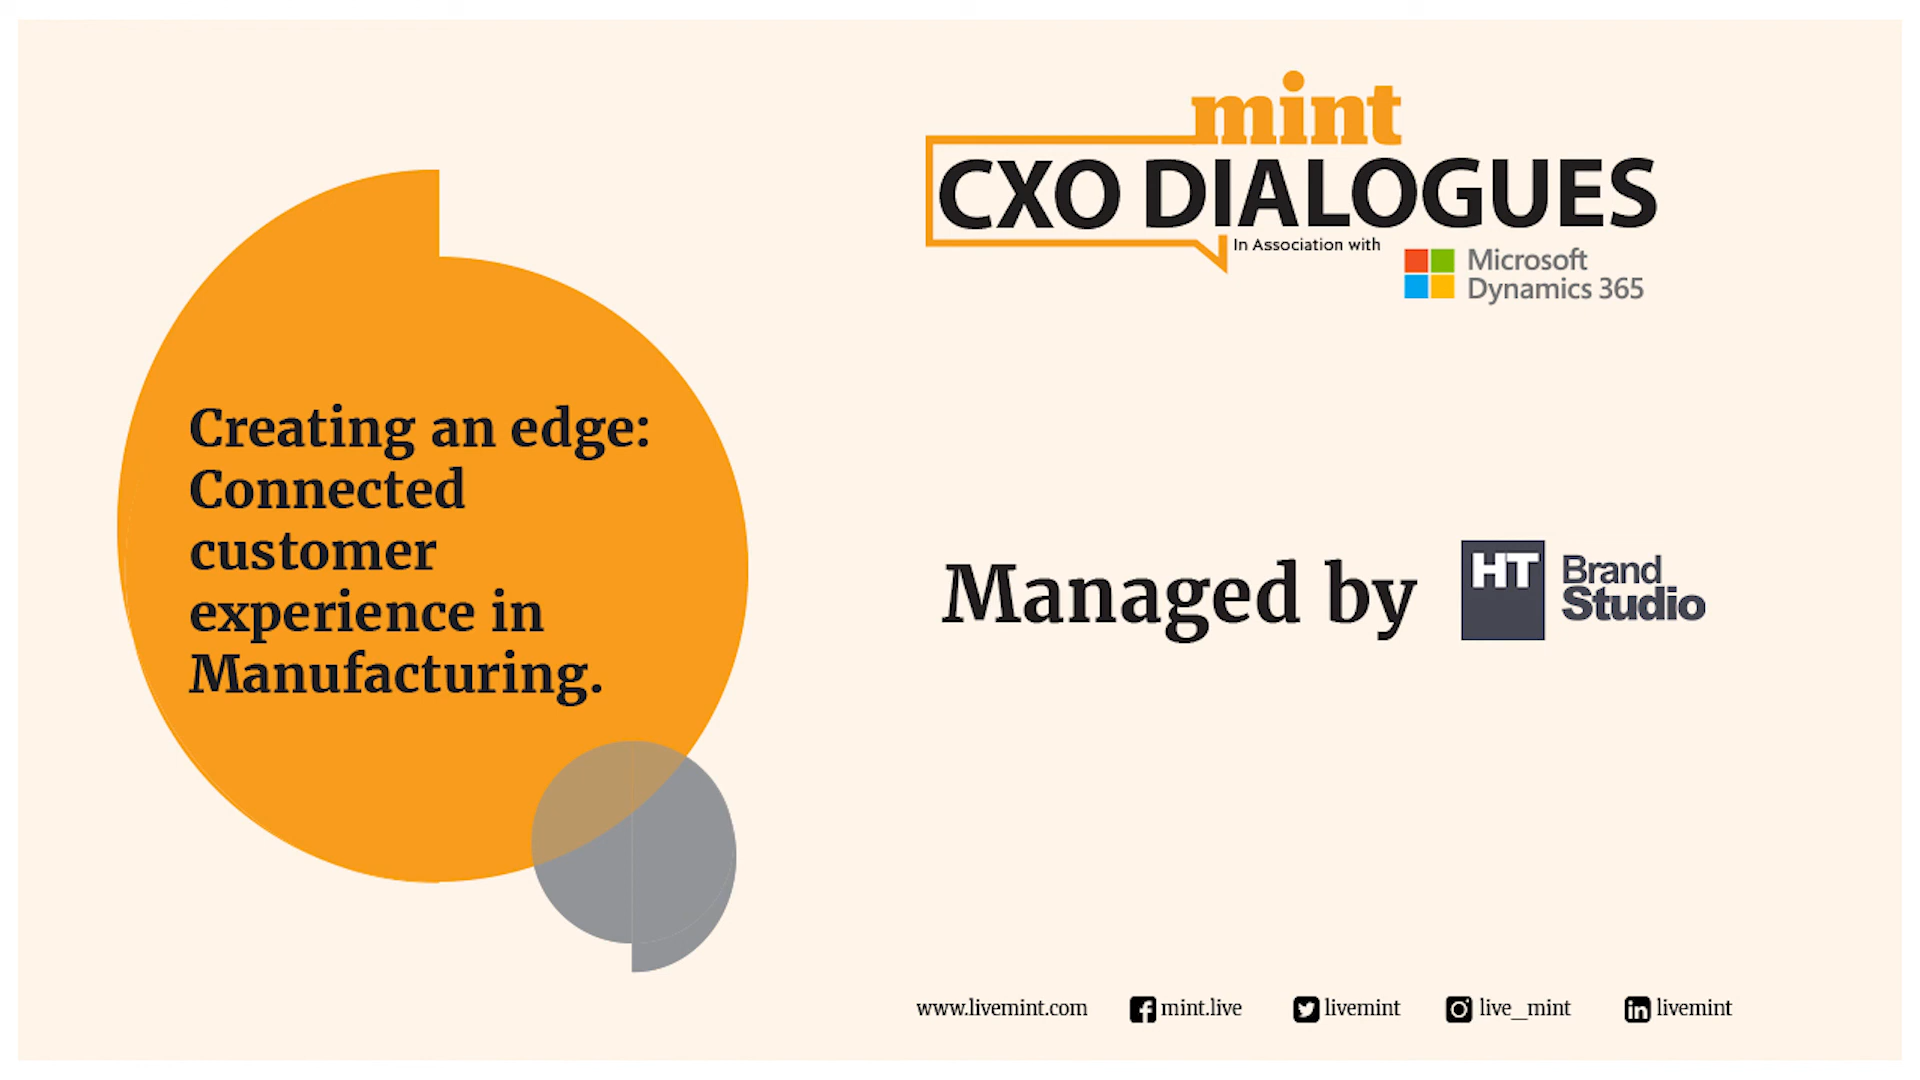 mint
CXO DIALOGUES
In Association with
Microsoft
Dynamics 365
Creating an edge:
Connected
customer
experience in
Manufacturing.
Managed by
HT
Brand
Studio
www.livemint.com
mint.live
livemint
live_mint
livemint